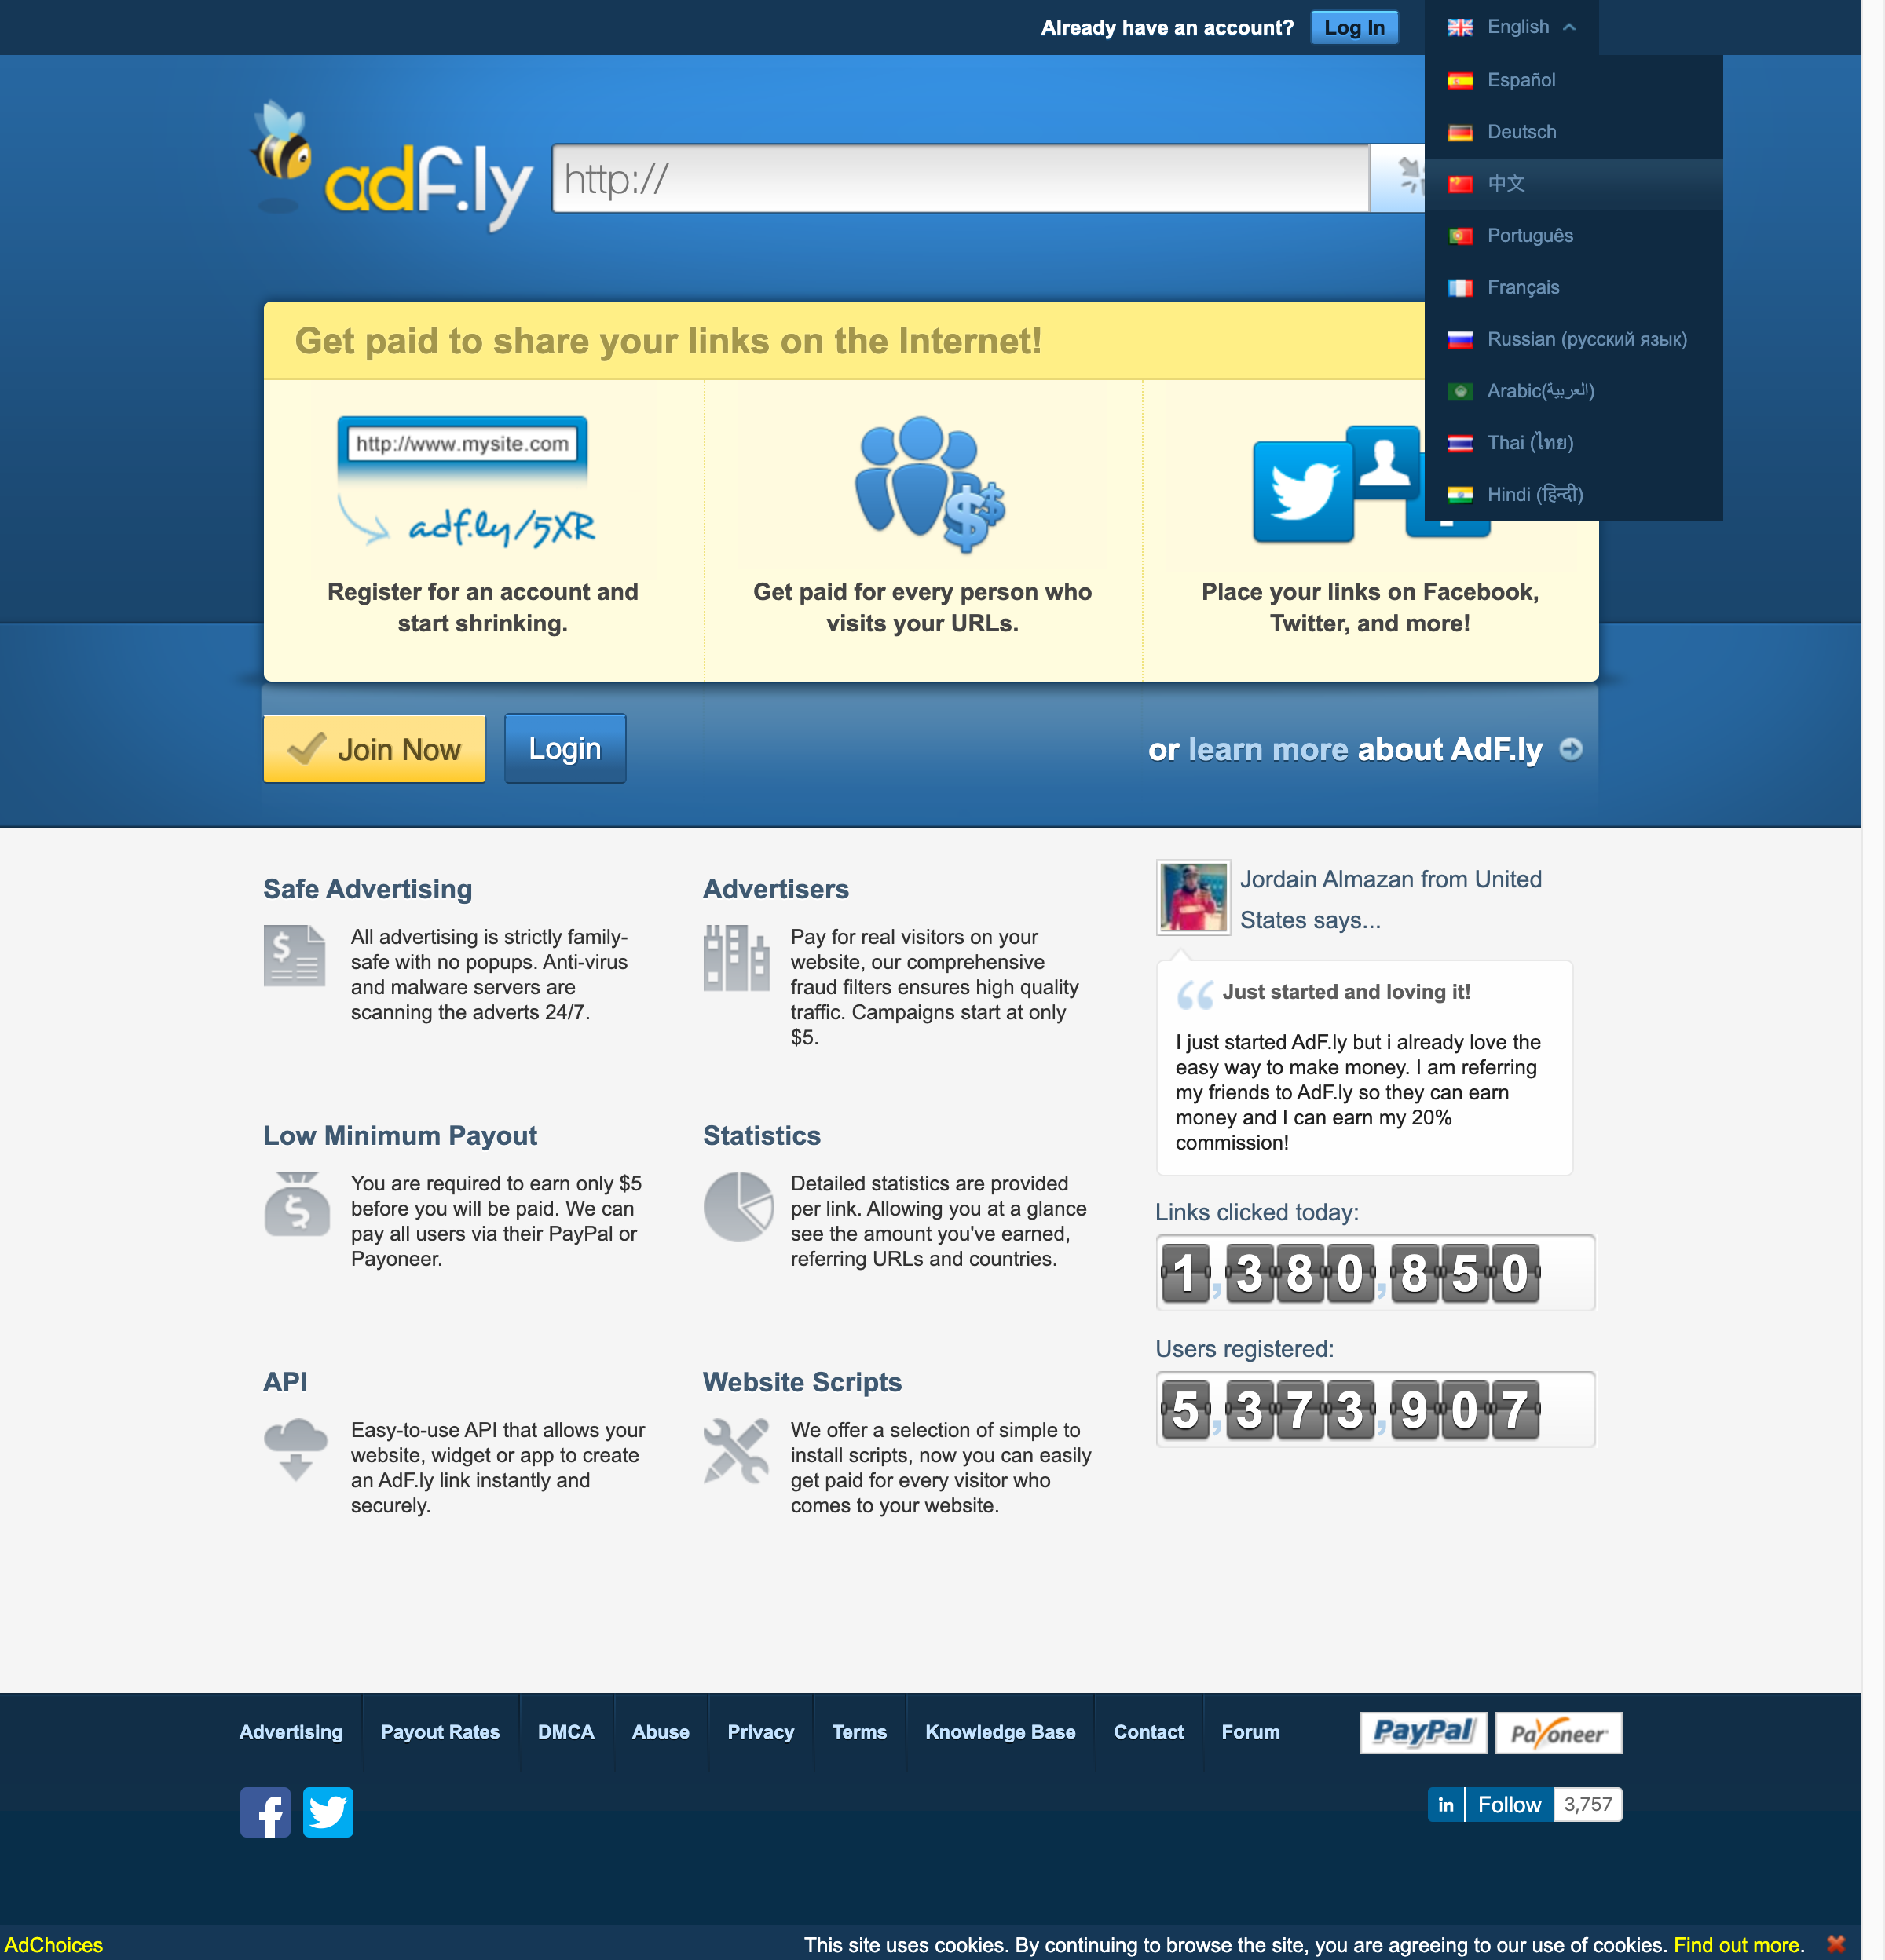 Already have an account? Log In English
Español
Deutsch
中文
Português
Français
Russian (русский язык)
Arabic(العربية)
Thai (ไทย)
Hindi (हिन्दी)
adf.ly
http://
Get paid to share your links on the Internet!
http://www.mysite.com
adf.ly/5XR
Register for an account and
start shrinking.
Get paid for every person who
visits your URLs.
Place your links on Facebook,
Twitter, and more!
Join Now Login or learn more about AdF.ly
Safe Advertising
All advertising is strictly family-
safe with no popups. Anti-virus
and malware servers are
scanning the adverts 24/7.
Advertisers
Pay for real visitors on your
website, our comprehensive
fraud filters ensures high quality
traffic. Campaigns start at only
$5.
Low Minimum Payout
You are required to earn only $5
before you will be paid. We can
pay all users via their PayPal or
Payoneer.
Statistics
Detailed statistics are provided
per link. Allowing you at a glance
see the amount you've earned,
referring URLs and countries.
API
Easy-to-use API that allows your
website, widget or app to create
an AdF.ly link instantly and
securely.
Website Scripts
We offer a selection of simple to
install scripts, now you can easily
get paid for every visitor who
comes to your website.
Jordain Almazan from United
States says...
Just started and loving it!
I just started AdF.ly but i already love the
easy way to make money. I am referring
my friends to AdF.ly so they can earn
money and I can earn my 20%
commission!
Links clicked today:
1,380,850
Users registered:
5,373,907
Advertising Payout Rates DMCA Abuse Privacy Terms Knowledge Base Contact Forum PayPal Payoneer
in Follow 3,757
AdChoices This site uses cookies. By continuing to browse the site, you are agreeing to our use of cookies. Find out more.